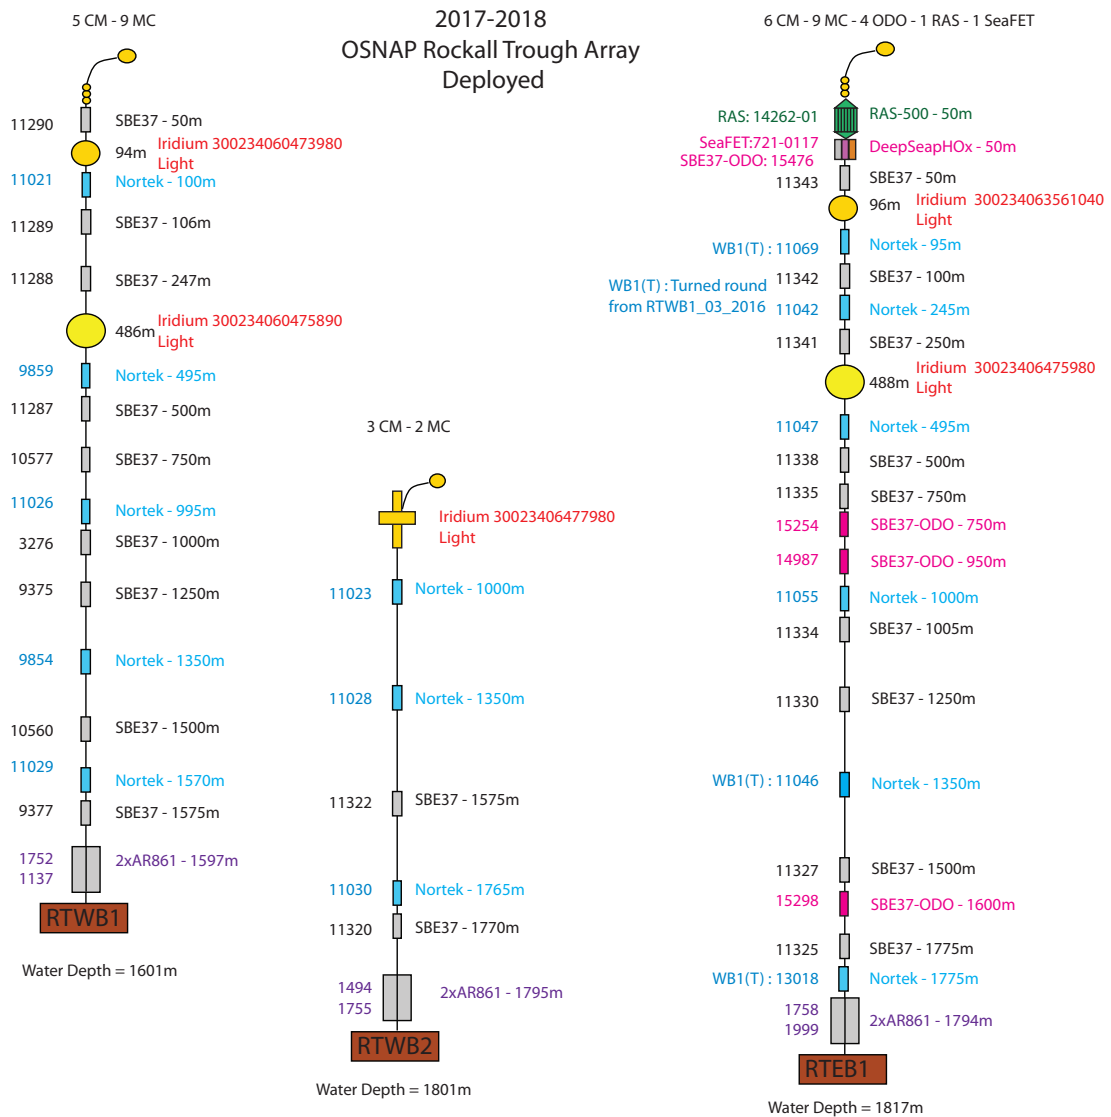 2017-2018
OSNAP Rockall Trough Array
Deployed
5 CM - 9 MC
11290 SBE37 - 50m
94m Iridium 300234060473980
Light
11021 Nortek - 100m
11289 SBE37 - 106m
11288 SBE37 - 247m
486m Iridium 300234060475890
Light
9859 Nortek - 495m
11287 SBE37 - 500m
10577 SBE37 - 750m
11026 Nortek - 995m
3276 SBE37 - 1000m
9375 SBE37 - 1250m
9854 Nortek - 1350m
10560 SBE37 - 1500m
11029 Nortek - 1570m
9377 SBE37 - 1575m
1752 2xAR861 - 1597m
1137
RTWB1
Water Depth = 1601m
3 CM - 2 MC
Iridium 30023406477980
Light
11023 Nortek - 1000m
11028 Nortek - 1350m
11322 SBE37 - 1575m
11030 Nortek - 1765m
11320 SBE37 - 1770m
1494 2xAR861 - 1795m
1755
RTWB2
Water Depth = 1801m
6 CM - 9 MC - 4 ODO - 1 RAS - 1 SeaFET
RAS: 14262-01 RAS-500 - 50m
SeaFET:721-0117 DeepSeapHOx - 50m
SBE37-ODO: 15476
11343 SBE37 - 50m
96m Iridium 300234063561040
Light
WB1(T) : 11069 Nortek - 95m
11342 SBE37 - 100m
WB1(T) : Turned round
from RTWB1_03_2016
11042 Nortek - 245m
11341 SBE37 - 250m
488m Iridium 30023406475980
Light
11047 Nortek - 495m
11338 SBE37 - 500m
11335 SBE37 - 750m
15254 SBE37-ODO - 750m
14987 SBE37-ODO - 950m
11055 Nortek - 1000m
11334 SBE37 - 1005m
11330 SBE37 - 1250m
WB1(T) : 11046 Nortek - 1350m
11327 SBE37 - 1500m
15298 SBE37-ODO - 1600m
11325 SBE37 - 1775m
WB1(T) : 13018 Nortek - 1775m
1758 2xAR861 - 1794m
1999
RTEB1
Water Depth = 1817m